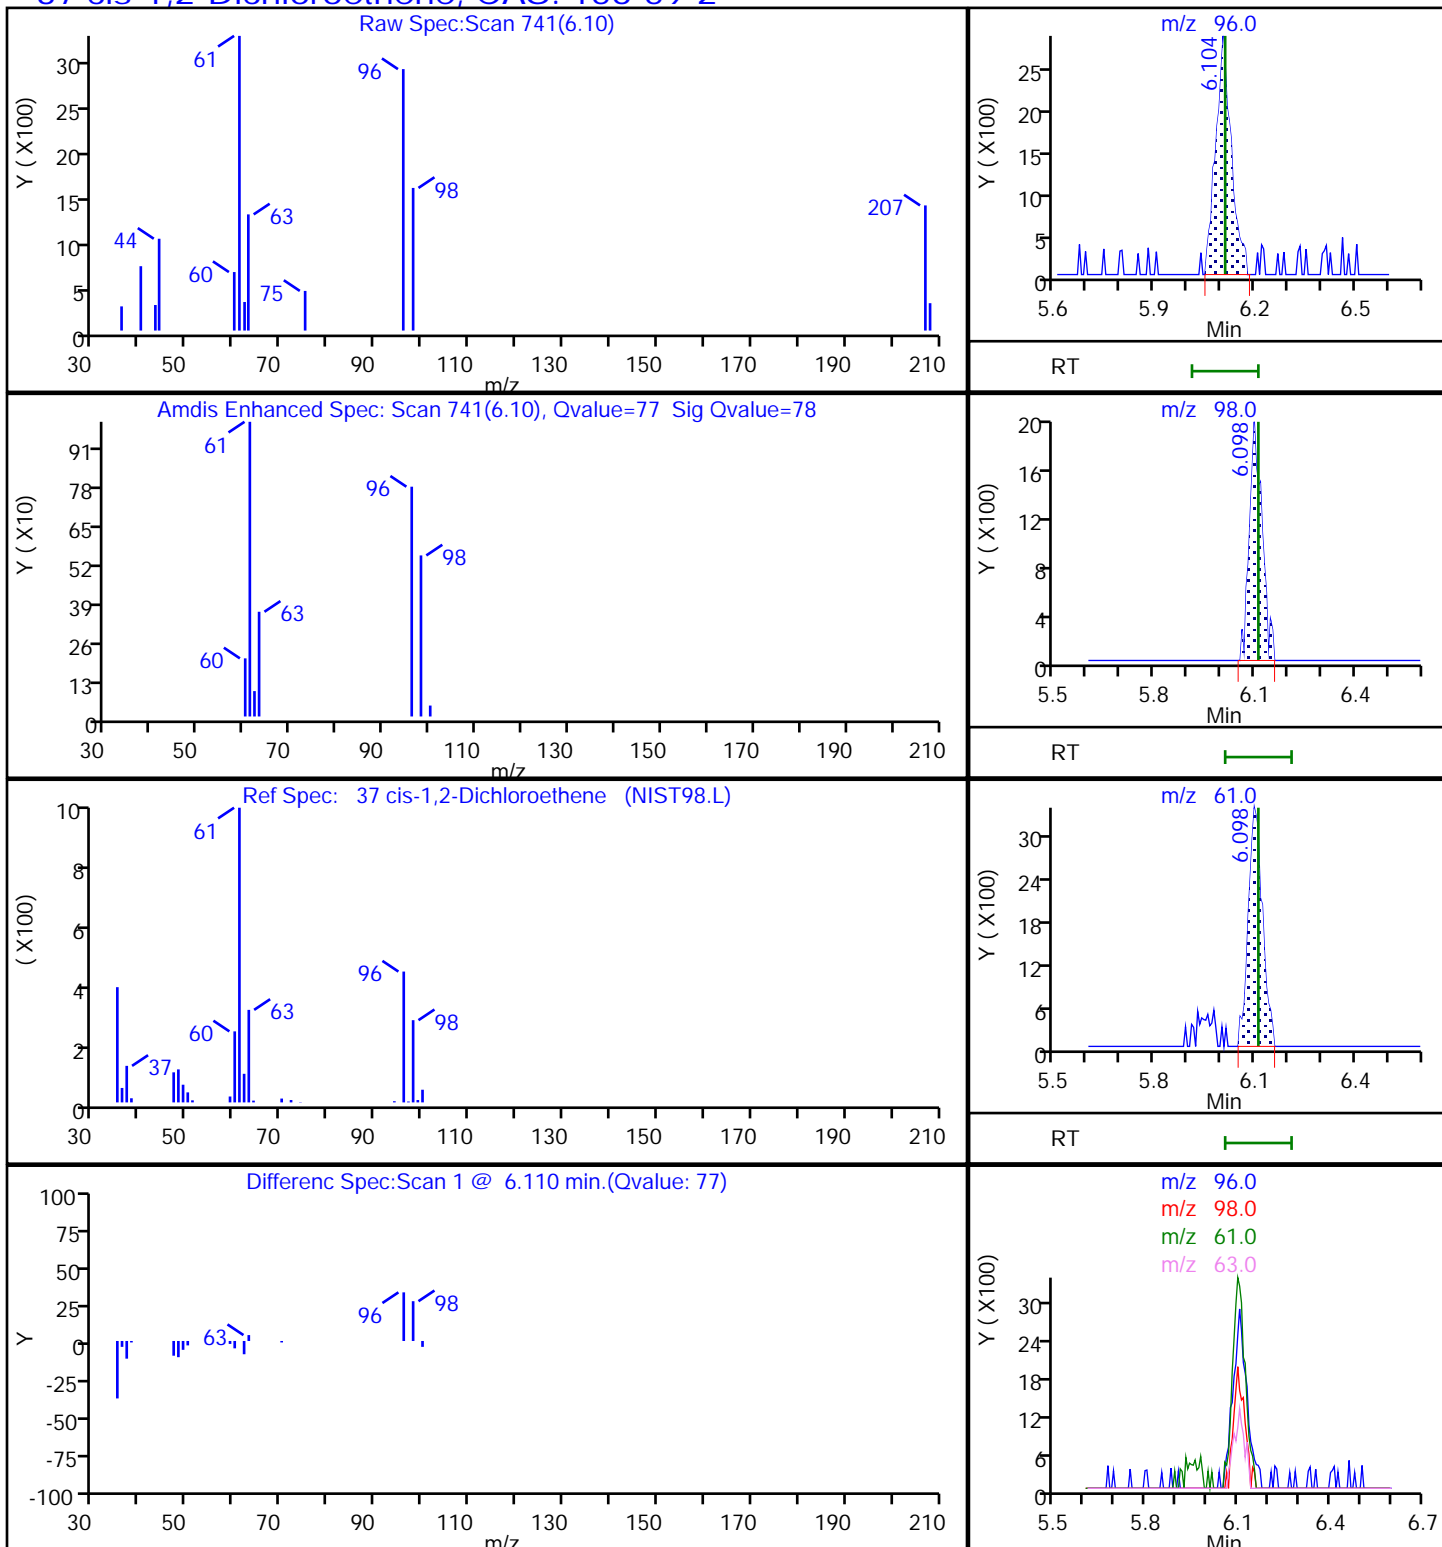 37 cis-1,2-Dichloroethene, CAS: 156-59-2
Raw Spec:Scan 741(6.10)
Y ( X100)
30
25
20
15
10
5
0
61
96
98
63
44
60
75
207
30 50 70 90 110 130 150 170 190 210
m/z
m/z 96.0
Y ( X100)
25
20
15
10
5
0
6.104
5.6 5.9 6.2 6.5
Min
RT
Amdis Enhanced Spec: Scan 741(6.10), Qvalue=77 Sig Qvalue=78
Y ( X10)
91
78
65
52
39
26
13
0
61
96
98
63
60
30 50 70 90 110 130 150 170 190 210
m/z
m/z 98.0
Y ( X100)
20
16
12
8
4
0
6.098
5.5 5.8 6.1 6.4
Min
RT
Ref Spec: 37 cis-1,2-Dichloroethene (NIST98.L)
( X100)
10
8
6
4
2
0
61
96
98
63
60
37
30 50 70 90 110 130 150 170 190 210
m/z 61.0
Y ( X100)
30
24
18
12
6
0
6.098
5.5 5.8 6.1 6.4
Min
RT
Differenc Spec:Scan 1 @ 6.110 min.(Qvalue: 77)
Y
100
75
50
25
0
-25
-50
-75
-100
63
96
98
30 50 70 90 110 130 150 170 190 210
m/z
m/z 96.0
m/z 98.0
m/z 61.0
m/z 63.0
Y ( X100)
30
24
18
12
6
0
5.5 5.8 6.1 6.4 6.7
Min